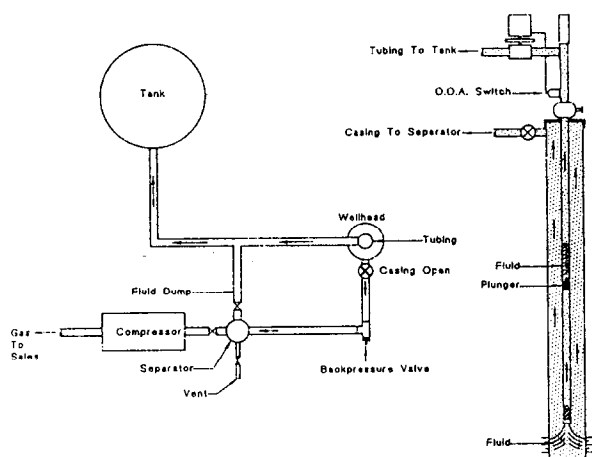 Tank
Wellhead
Tubing
Casing Open
Fluid Dump
Gas
To
Sales
Compressor
Separator
Vent
Backpressure Valve
Tubing To Tank
O.O.A. Switch
Casing To Separator
Fluid
Plunger
Fluid